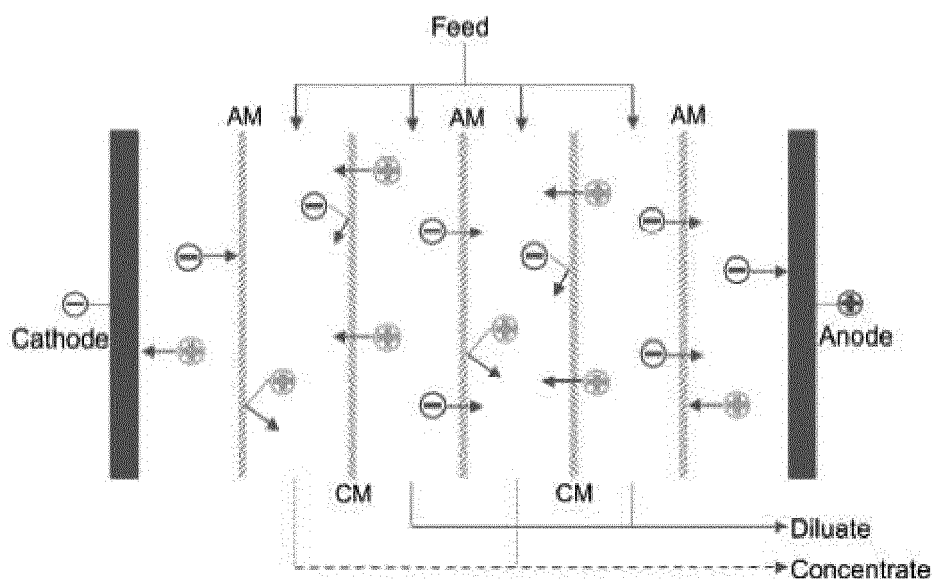 Feed
AM
AM
AM
Cathode
Anode
CM
CM
Diluate
Concentrate